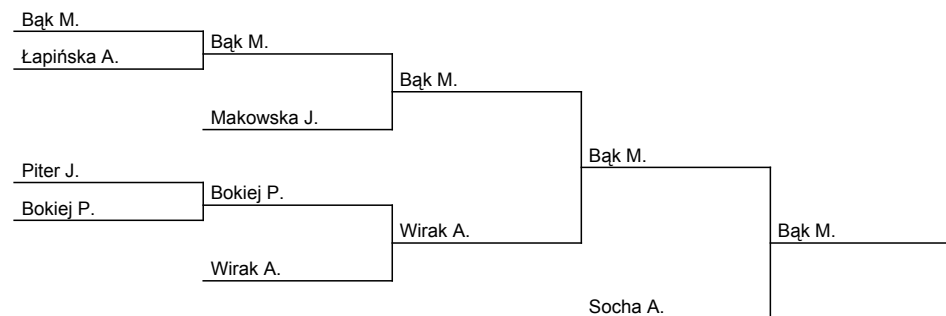 Bąk M.
Łapińska A.
Bąk M.
Bąk M.
Makowska J.
Bąk M.
Piter J.
Bokiej P.
Bokiej P.
Wirak A.
Bąk M.
Wirak A.
Socha A.